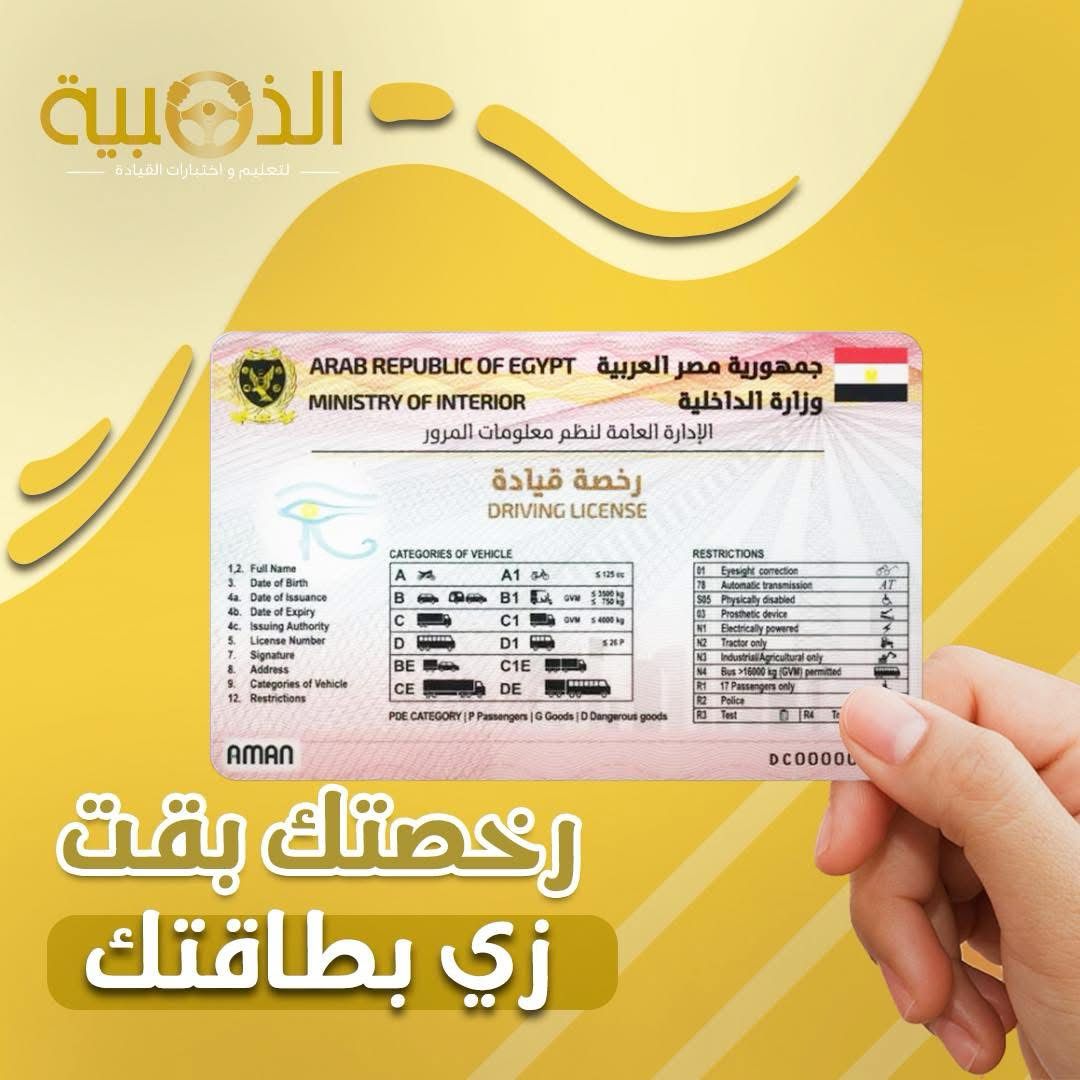 الذهبية
لتعليم و اختبارات القيادة
ARAB REPUBLIC OF EGYPT جمهورية مصر العربية
MINISTRY OF INTERIOR وزارة الداخلية
الإدارة العامة لنظم معلومات المرور
رخصة قيادة
DRIVING LICENSE
1,2. Full Name
3. Date of Birth
4a. Date of Issuance
4b. Date of Expiry
4c. Issuing Authority
5. License Number
7. Signature
8. Address
9. Categories of Vehicle
12. Restrictions
CATEGORIES OF VEHICLE
A A1 ≤ 125 cc
B B1 GVM ≤ 3500 kg ≤ 750 kg
C C1 GVM ≤ 4000 kg
D D1 ≤ 26 P
BE C1E
CE DE
PDE CATEGORY | P Passengers | G Goods | D Dangerous goods
RESTRICTIONS
01 Eyesight correction
78 Automatic transmission AT
S05 Physically disabled
03 Prosthetic device
N1 Electrically powered
N2 Tractor only
N3 Industrial/Agricultural only
N4 Bus >16000 kg (GVM) permitted
R1 17 Passengers only
R2 Police
R3 Test R4
AMAN
DC00000
رخصتك بقت
زي بطاقتك